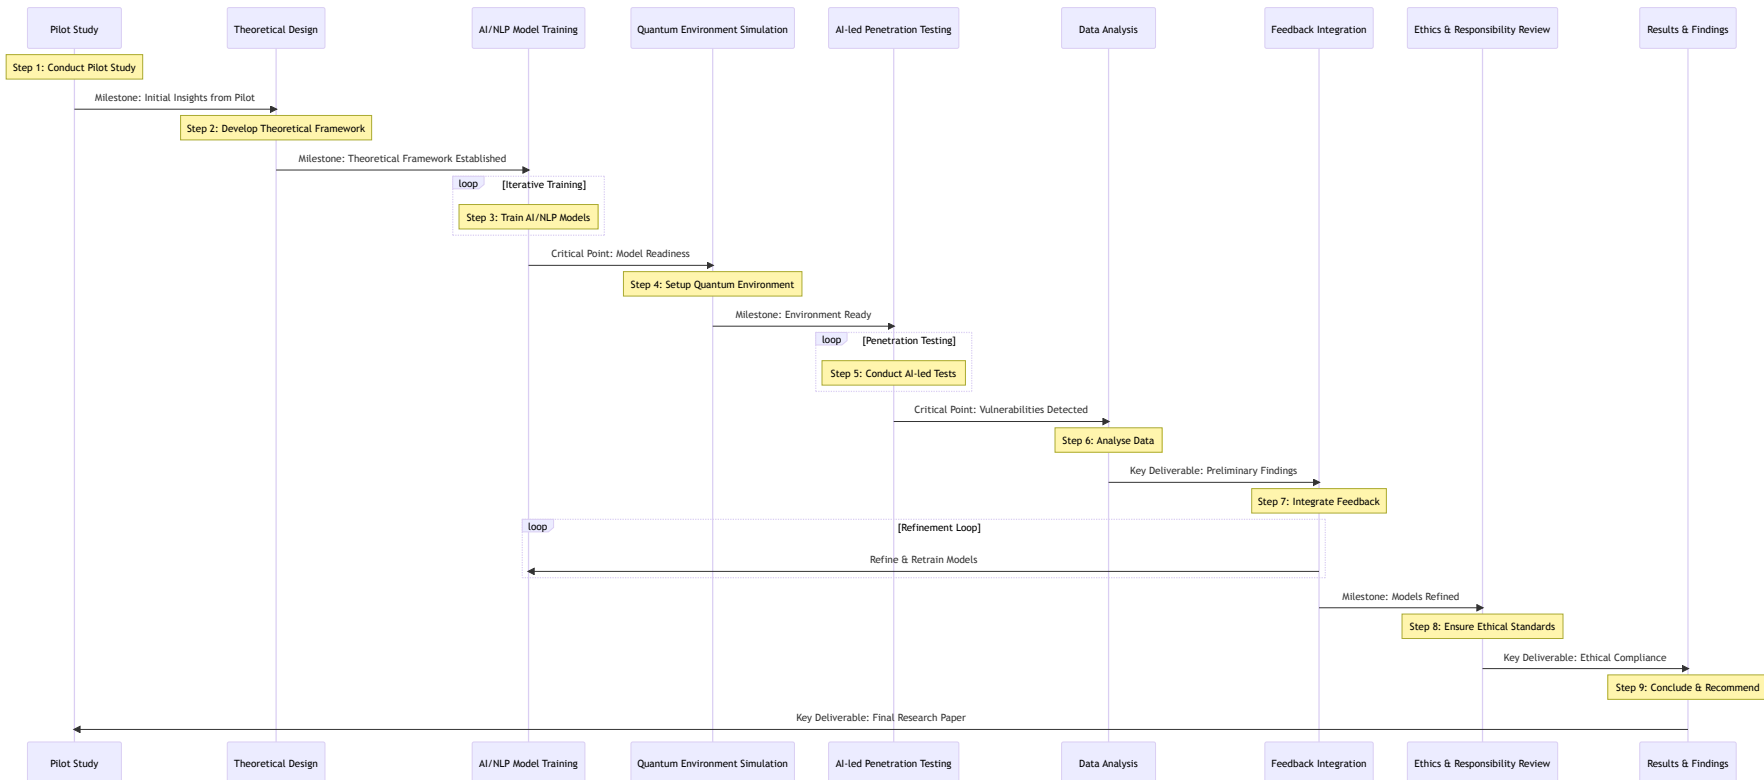 Pilot Study
Theoretical Design
AI/NLP Model Training
Quantum Environment Simulation
AI-led Penetration Testing
Data Analysis
Feedback Integration
Ethics & Responsibility Review
Results & Findings
Step 1: Conduct Pilot Study
Milestone: Initial Insights from Pilot
Step 2: Develop Theoretical Framework
Milestone: Theoretical Framework Established
loop
[Iterative Training]
Step 3: Train AI/NLP Models
Critical Point: Model Readiness
Step 4: Setup Quantum Environment
Milestone: Environment Ready
loop
[Penetration Testing]
Step 5: Conduct AI-led Tests
Critical Point: Vulnerabilities Detected
Step 6: Analyse Data
Key Deliverable: Preliminary Findings
Step 7: Integrate Feedback
loop
[Refinement Loop]
Refine & Retrain Models
Milestone: Models Refined
Step 8: Ensure Ethical Standards
Key Deliverable: Ethical Compliance
Step 9: Conclude & Recommend
Key Deliverable: Final Research Paper
Pilot Study
Theoretical Design
AI/NLP Model Training
Quantum Environment Simulation
AI-led Penetration Testing
Data Analysis
Feedback Integration
Ethics & Responsibility Review
Results & Findings